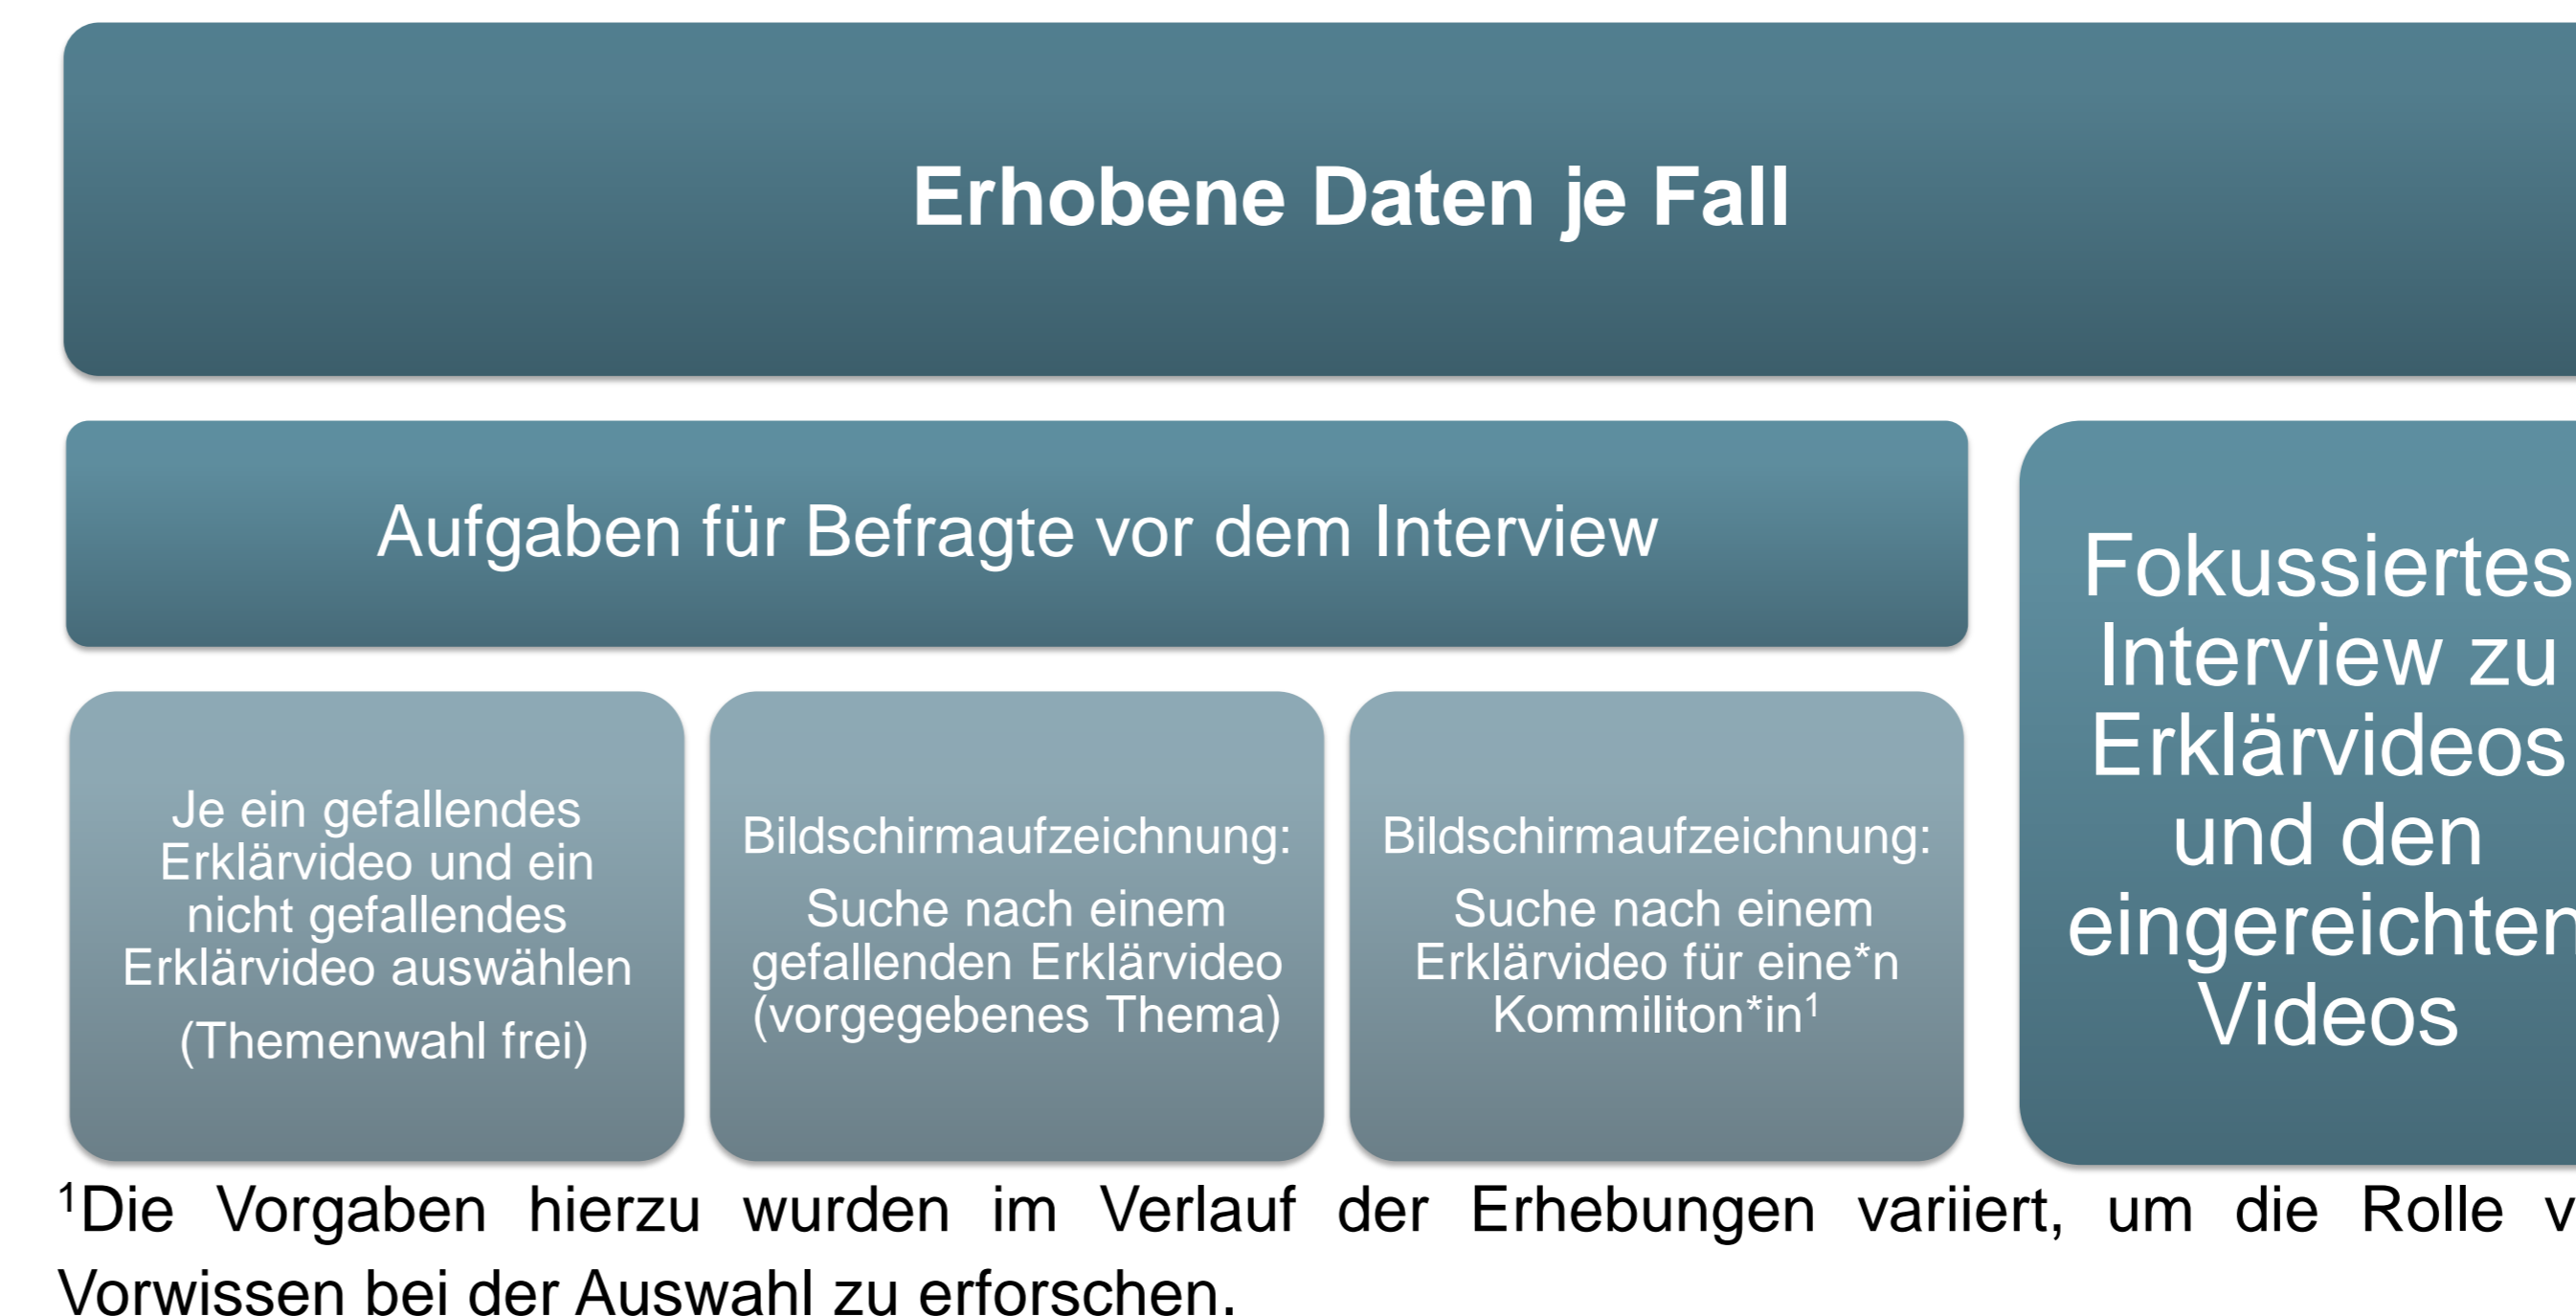 Erhobene Daten je Fall
Aufgaben für Befragte vor dem Interview
Je ein gefallendes
Erklärvideo und ein
nicht gefallendes
Erklärvideo auswählen
(Themenwahl frei)
Bildschirmaufzeichnung:
Suche nach einem
gefallenden Erklärvideo
(vorgegebenes Thema)
Bildschirmaufzeichnung:
Suche nach einem
Erklärvideo für eine*n
Kommiliton*in¹
Fokussiertes
Interview zu
Erklärvideos
und den
eingereichten
Videos
¹Die Vorgaben hierzu wurden im Verlauf der Erhebungen variiert, um die Rolle
Vorwissen bei der Auswahl zu erforschen.